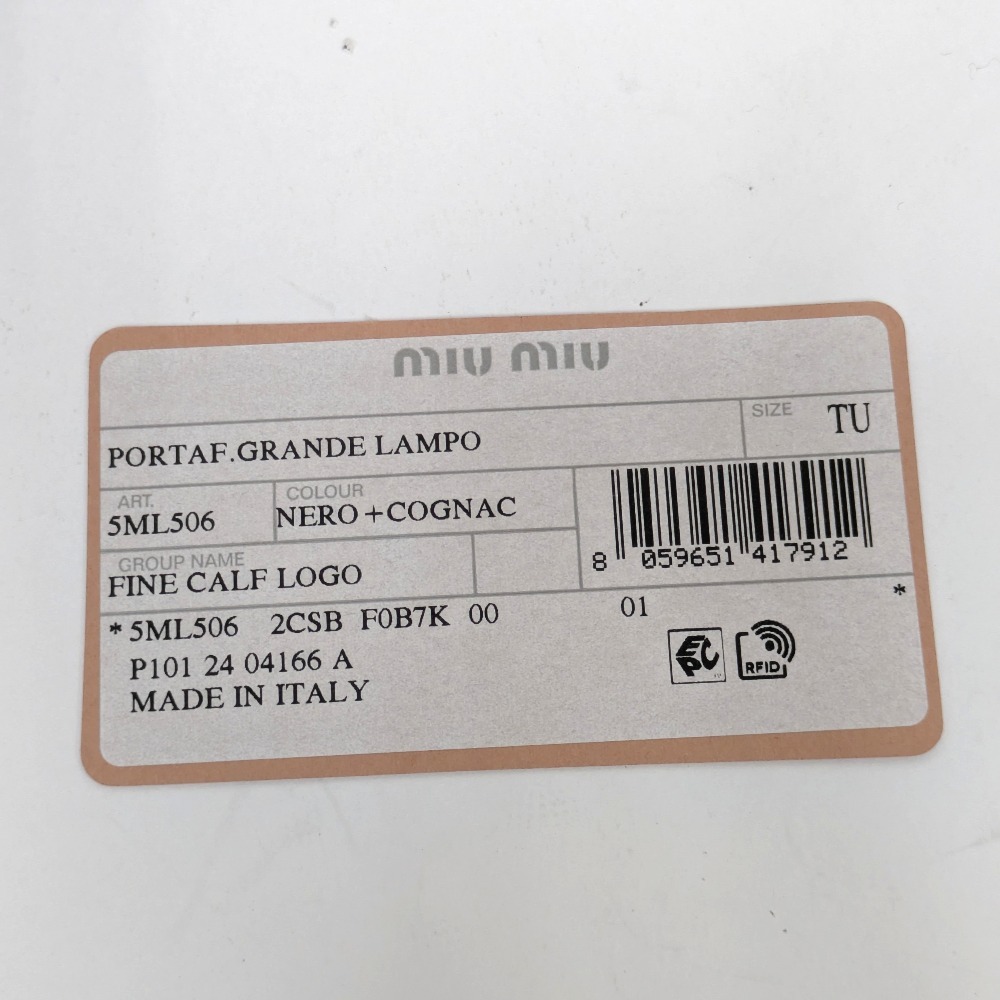 miu miu
PORTAF.GRANDE LAMPO
SIZE TU
ART.
5ML506
COLOUR
NERO+COGNAC
GROUP NAME
FINE CALF LOGO
8 059651 417912
*5ML506 2CSB F0B7K 00 01 *
P101 24 04166 A
MADE IN ITALY
EPC
RFID